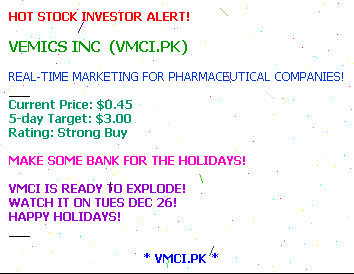 HOT STOCK INVESTOR ALERT!
VEMICS INC (VMCI.PK)
REAL-TIME MARKETING FOR PHARMACEUTICAL COMPANIES!
Current Price: $0.45
5-day Target: $3.00
Rating: Strong Buy
MAKE SOME BANK FOR THE HOLIDAYS!
VMCI IS READY TO EXPLODE!
WATCH IT ON TUES DEC 26!
HAPPY HOLIDAYS!
* VMCI.PK *